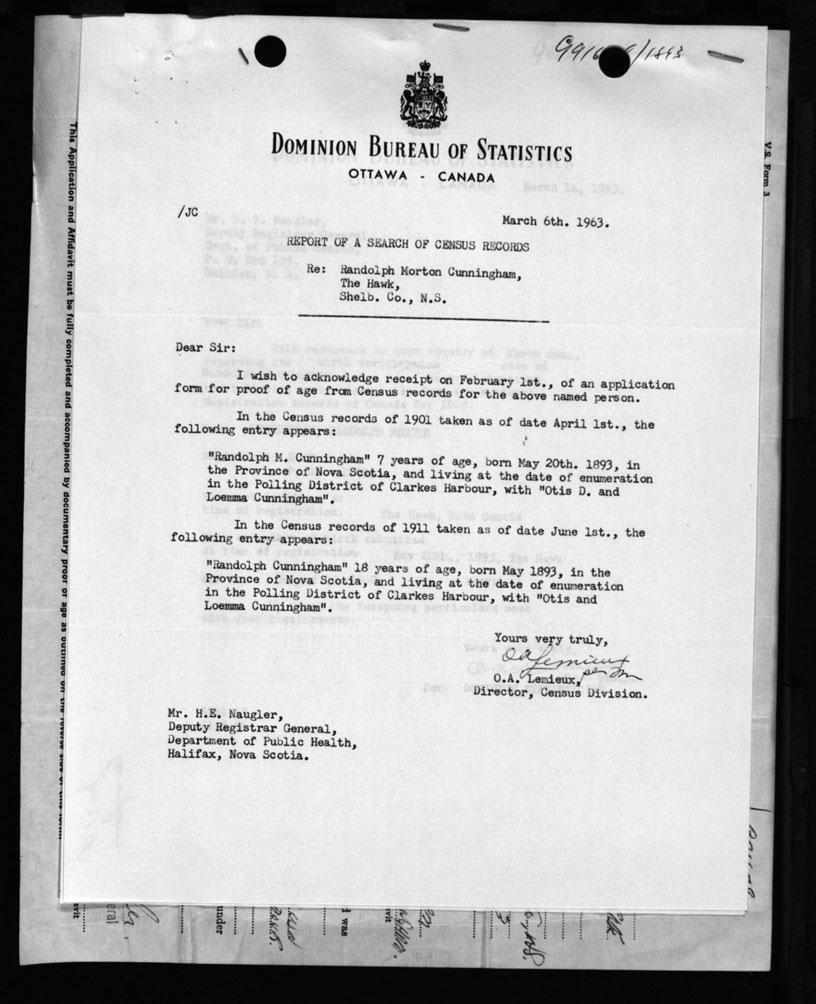 /1893
DOMINION BUREAU OF STATISTICS
OTTAWA - CANADA
/JC
March 6th. 1963.
REPORT OF A SEARCH OF CENSUS RECORDS
Re: Randolph Morton Cunningham,
The Hawk,
Shelb. Co., N.S.
Dear Sir:
I wish to acknowledge receipt on February 1st., of an application
form for proof of age from Census records for the above named person.
In the Census records of 1901 taken as of date April 1st., the
following entry appears:
"Randolph M. Cunningham" 7 years of age, born May 20th. 1893, in
the Province of Nova Scotia, and living at the date of enumeration
in the Polling District of Clarkes Harbour, with "Otis D. and
Loemma Cunningham".
In the Census records of 1911 taken as of date June 1st., the
following entry appears:
"Randolph Cunningham" 18 years of age, born May 1893, in the
Province of Nova Scotia, and living at the date of enumeration
in the Polling District of Clarkes Harbour, with "Otis and
Loemma Cunningham".
Yours very truly,
OALemieux
per
O.A. Lemieux,
Director, Census Division.
Mr. H.E. Naugler,
Deputy Registrar General,
Department of Public Health,
Halifax, Nova Scotia.
This Application and Affidavit must be fully completed and accompanied by documentary proof of age as outlined on the reverse side of this form.
V.S. Form 3
under
was